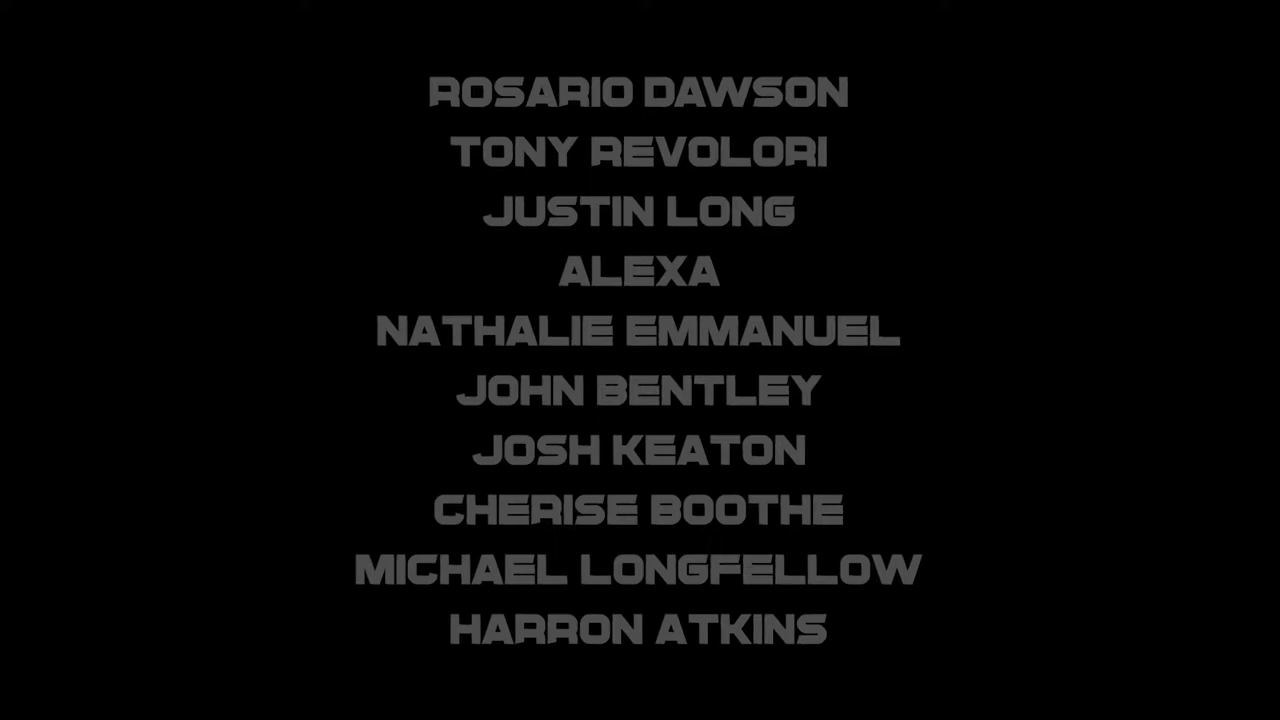 ROSARIO DAWSON
TONY REVOLORI
JUSTIN LONG
ALEXA
NATHALIE EMMANUEL
JOHN BENTLEY
JOSH KEATON
CHERISE BOOTHE
MICHAEL LONGFELLOW
HARRON ATKINS